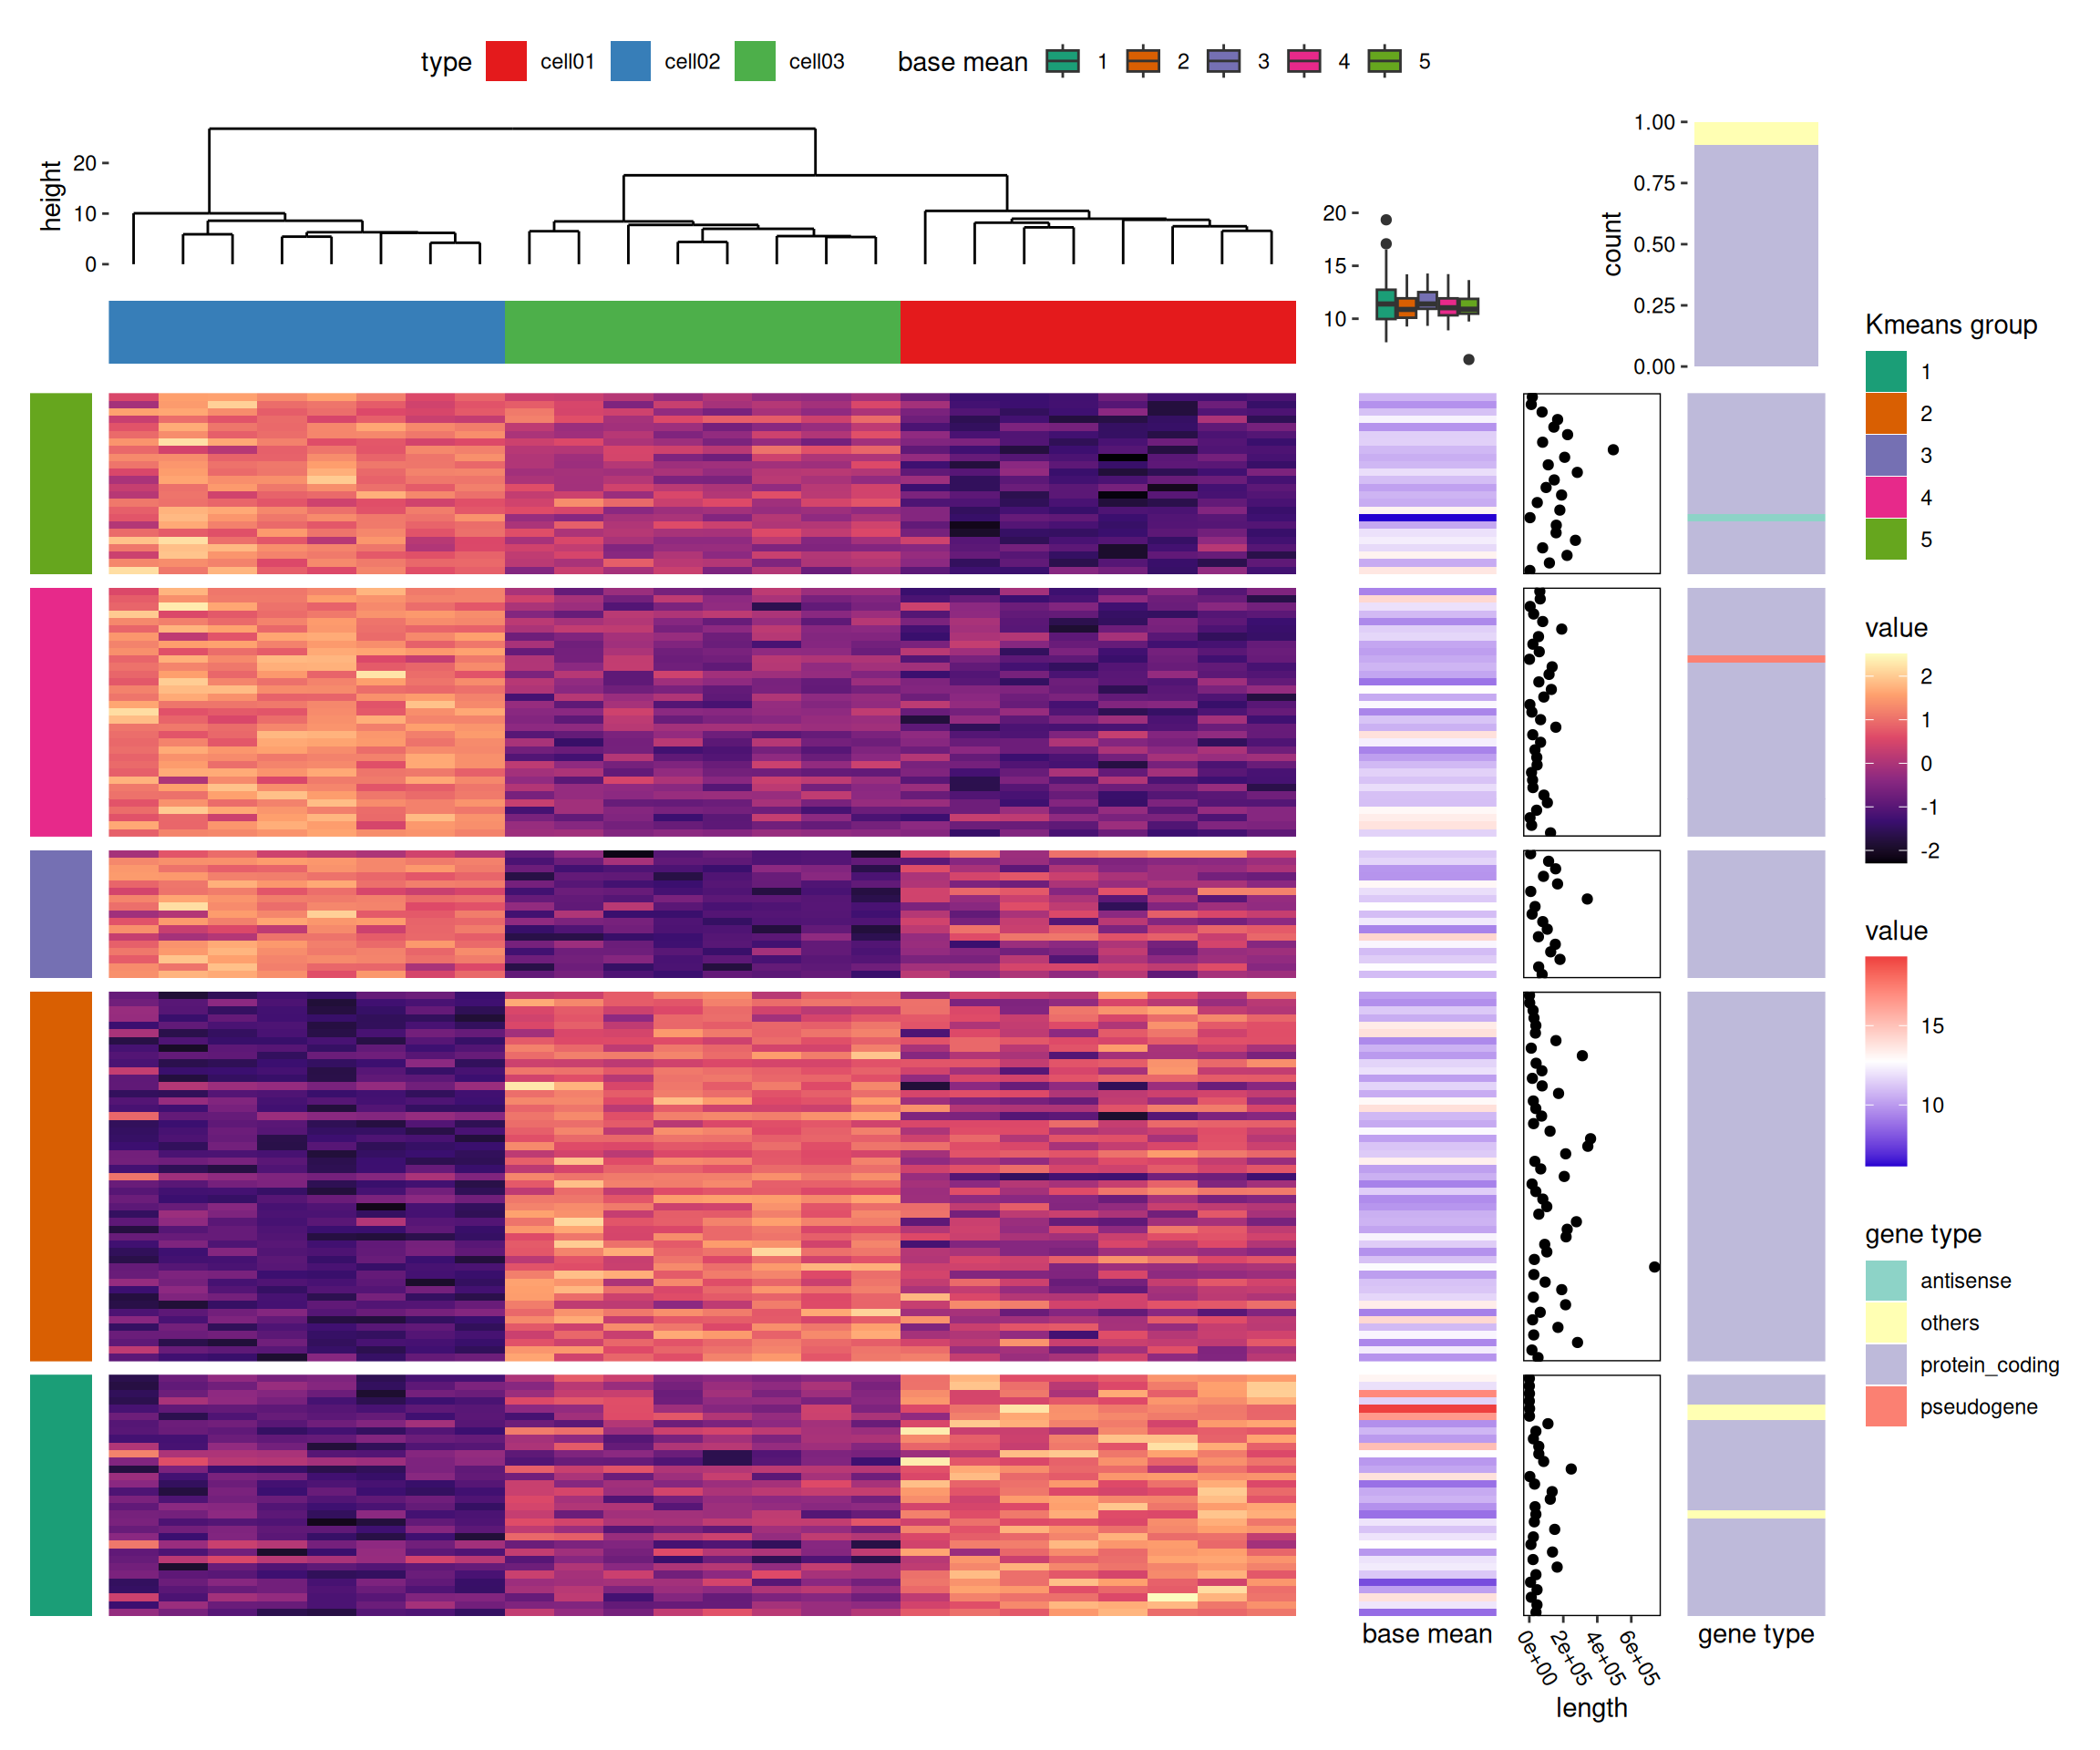 type cell01 cell02 cell03 base mean 1 2 3 4 5
height
20
10
0
20
15
10
count
1.00
0.75
0.50
0.25
0.00
Kmeans group
1
2
3
4
5
value
2
1
0
-1
-2
value
15
10
gene type
antisense
others
protein_coding
pseudogene
base mean
0e+00
2e+05
4e+05
6e+05
length
gene type